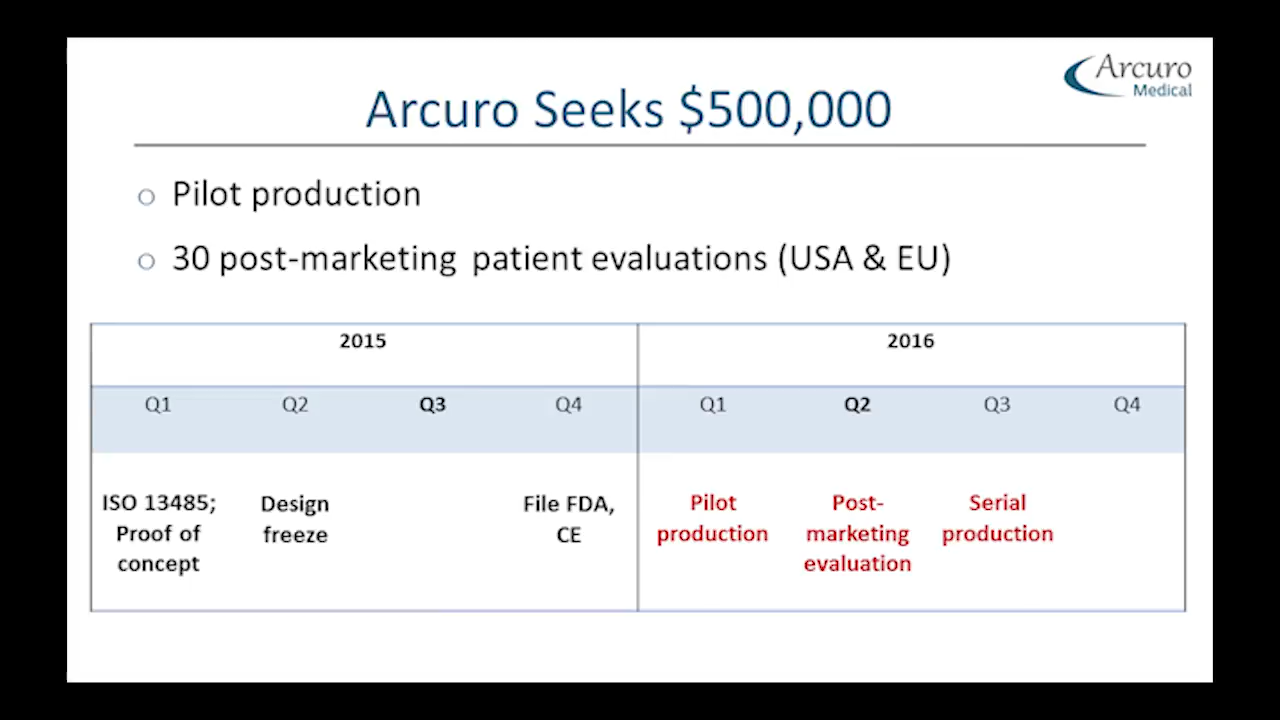 Arcuro
Medical
Arcuro Seeks $500,000
o Pilot production
o 30 post-marketing patient evaluations (USA & EU)
2015 2016
Q1 Q2 Q3 Q4 Q1 Q2 Q3 Q4
ISO 13485;
Proof of
concept
Design
freeze
File FDA,
CE
Pilot
production
Post-
marketing
evaluation
Serial
production